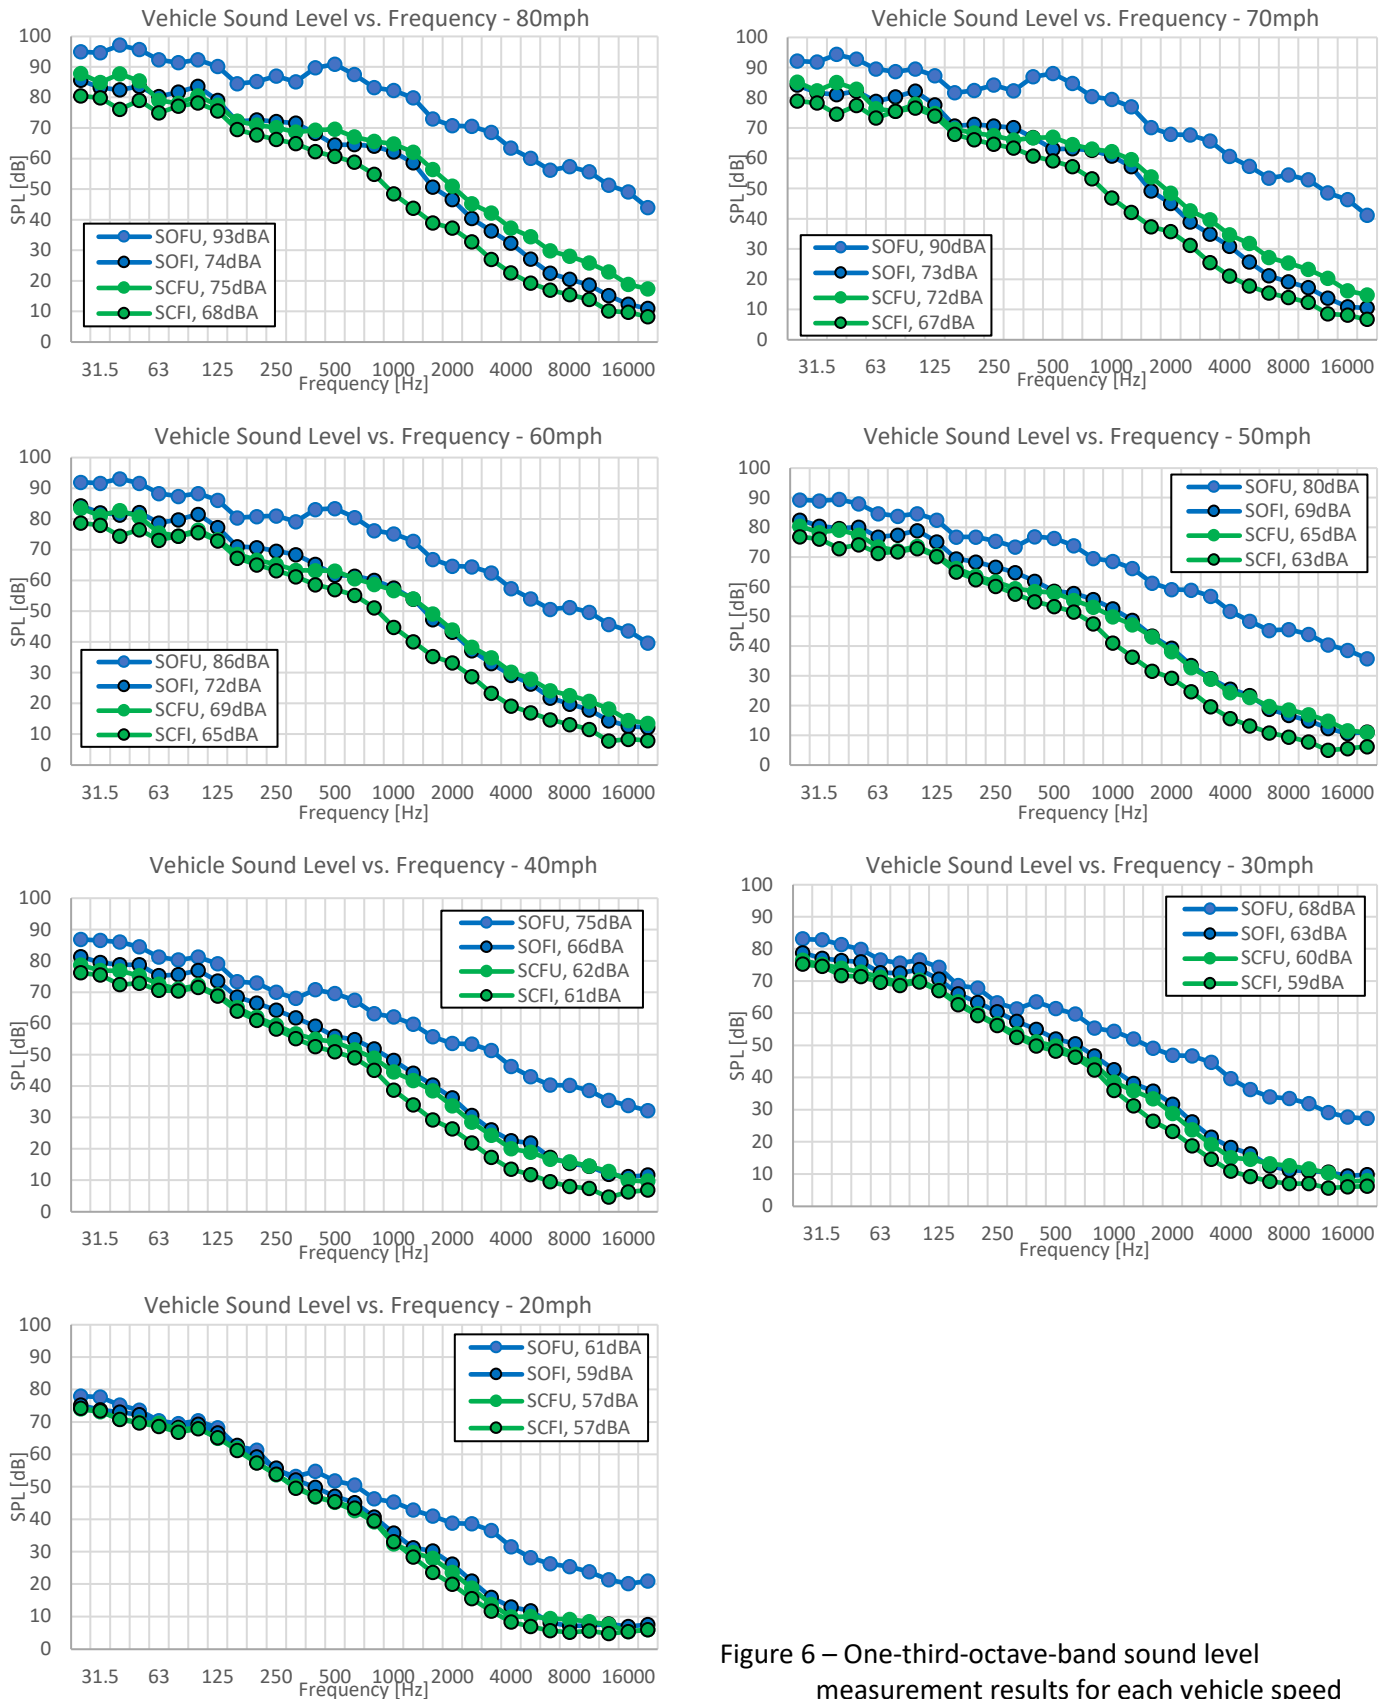 Vehicle Sound Level vs. Frequency - 80mph
100
90
80
70
60
50
40
30
20
10
0
SPL [dB]
SOFU, 93dBA
SOFI, 74dBA
SCFU, 75dBA
SCFI, 68dBA
31.5 63 125 250 500 1000 2000 4000 8000 16000
Frequency [Hz]
Vehicle Sound Level vs. Frequency - 70mph
100
90
80
70
60
50
40
30
20
10
0
SPL [dB]
SOFU, 90dBA
SOFI, 73dBA
SCFU, 72dBA
SCFI, 67dBA
31.5 63 125 250 500 1000 2000 4000 8000 16000
Frequency [Hz]
Vehicle Sound Level vs. Frequency - 60mph
100
90
80
70
60
50
40
30
20
10
0
SPL [dB]
SOFU, 86dBA
SOFI, 72dBA
SCFU, 69dBA
SCFI, 65dBA
31.5 63 125 250 500 1000 2000 4000 8000 16000
Frequency [Hz]
Vehicle Sound Level vs. Frequency - 50mph
100
90
80
70
60
50
40
30
20
10
0
SPL [dB]
SOFU, 80dBA
SOFI, 69dBA
SCFU, 65dBA
SCFI, 63dBA
31.5 63 125 250 500 1000 2000 4000 8000 16000
Frequency [Hz]
Vehicle Sound Level vs. Frequency - 40mph
100
90
80
70
60
50
40
30
20
10
0
SPL [dB]
SOFU, 75dBA
SOFI, 66dBA
SCFU, 62dBA
SCFI, 61dBA
31.5 63 125 250 500 1000 2000 4000 8000 16000
Frequency [Hz]
Vehicle Sound Level vs. Frequency - 30mph
100
90
80
70
60
50
40
30
20
10
0
SPL [dB]
SOFU, 68dBA
SOFI, 63dBA
SCFU, 60dBA
SCFI, 59dBA
31.5 63 125 250 500 1000 2000 4000 8000 16000
Frequency [Hz]
Vehicle Sound Level vs. Frequency - 20mph
100
90
80
70
60
50
40
30
20
10
0
SPL [dB]
SOFU, 61dBA
SOFI, 59dBA
SCFU, 57dBA
SCFI, 57dBA
31.5 63 125 250 500 1000 2000 4000 8000 16000
Frequency [Hz]
Figure 6 – One-third-octave-band sound level
measurement results for each vehicle speed